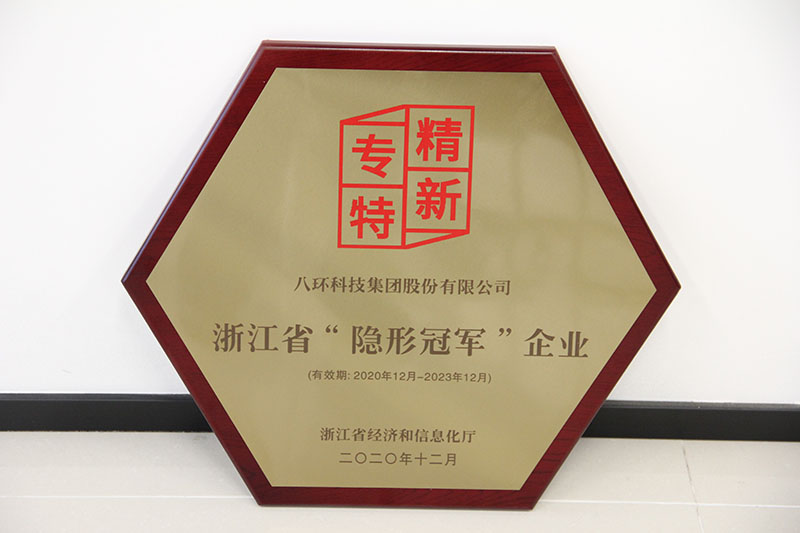 专精
特新
八环科技集团股份有限公司
浙江省“隐形冠军”企业
(有效期: 2020年12月-2023年12月)
浙江省经济和信息化厅
二〇二〇年十二月